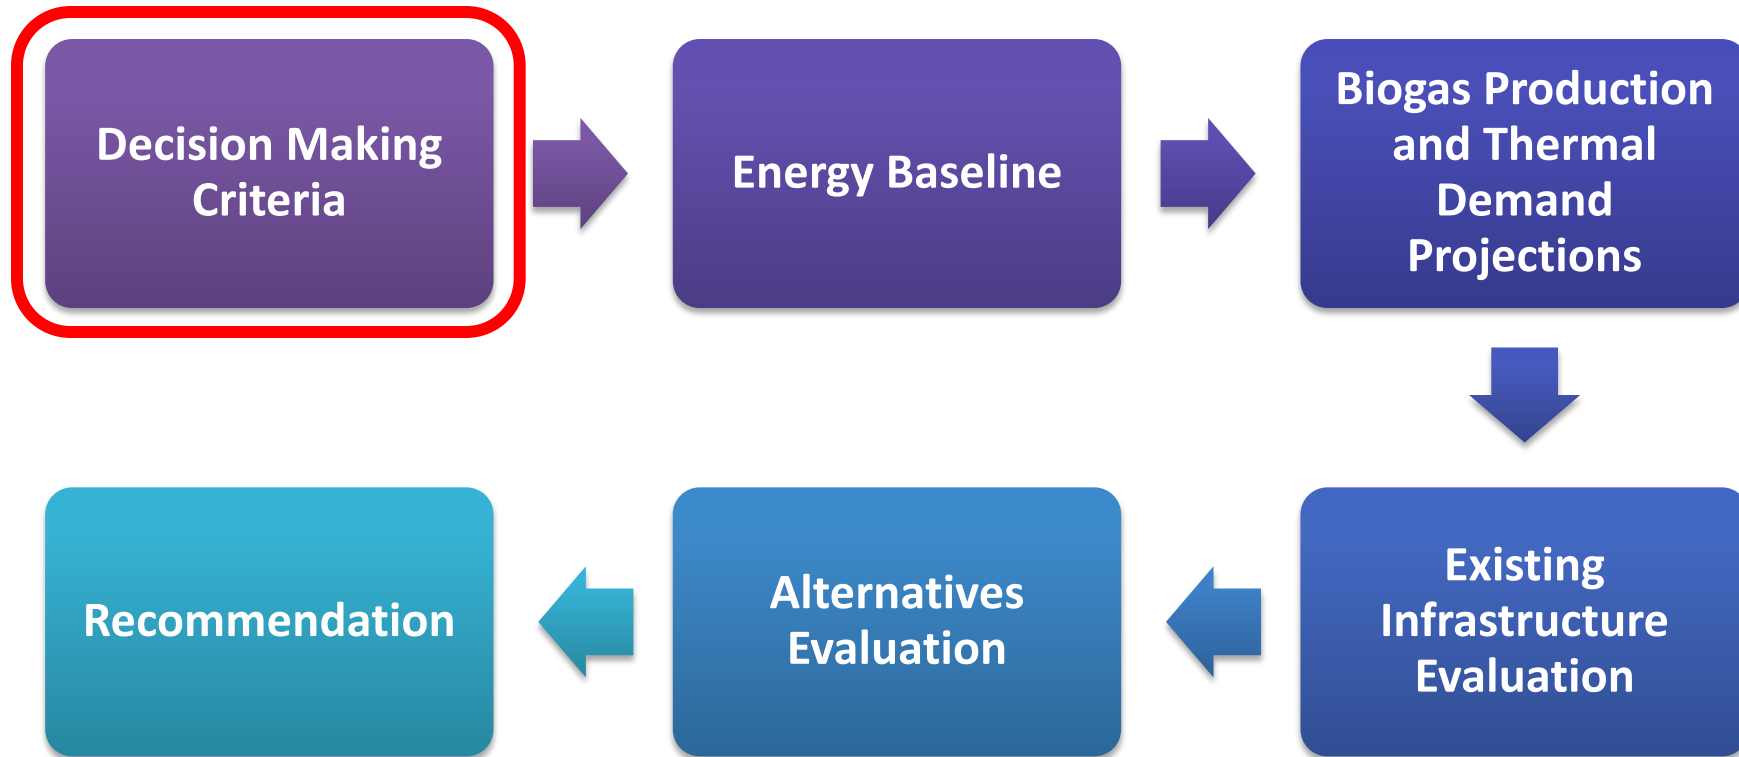 Decision Making
Criteria
Energy Baseline
Biogas Production
and Thermal
Demand
Projections
Existing
Infrastructure
Evaluation
Alternatives
Evaluation
Recommendation